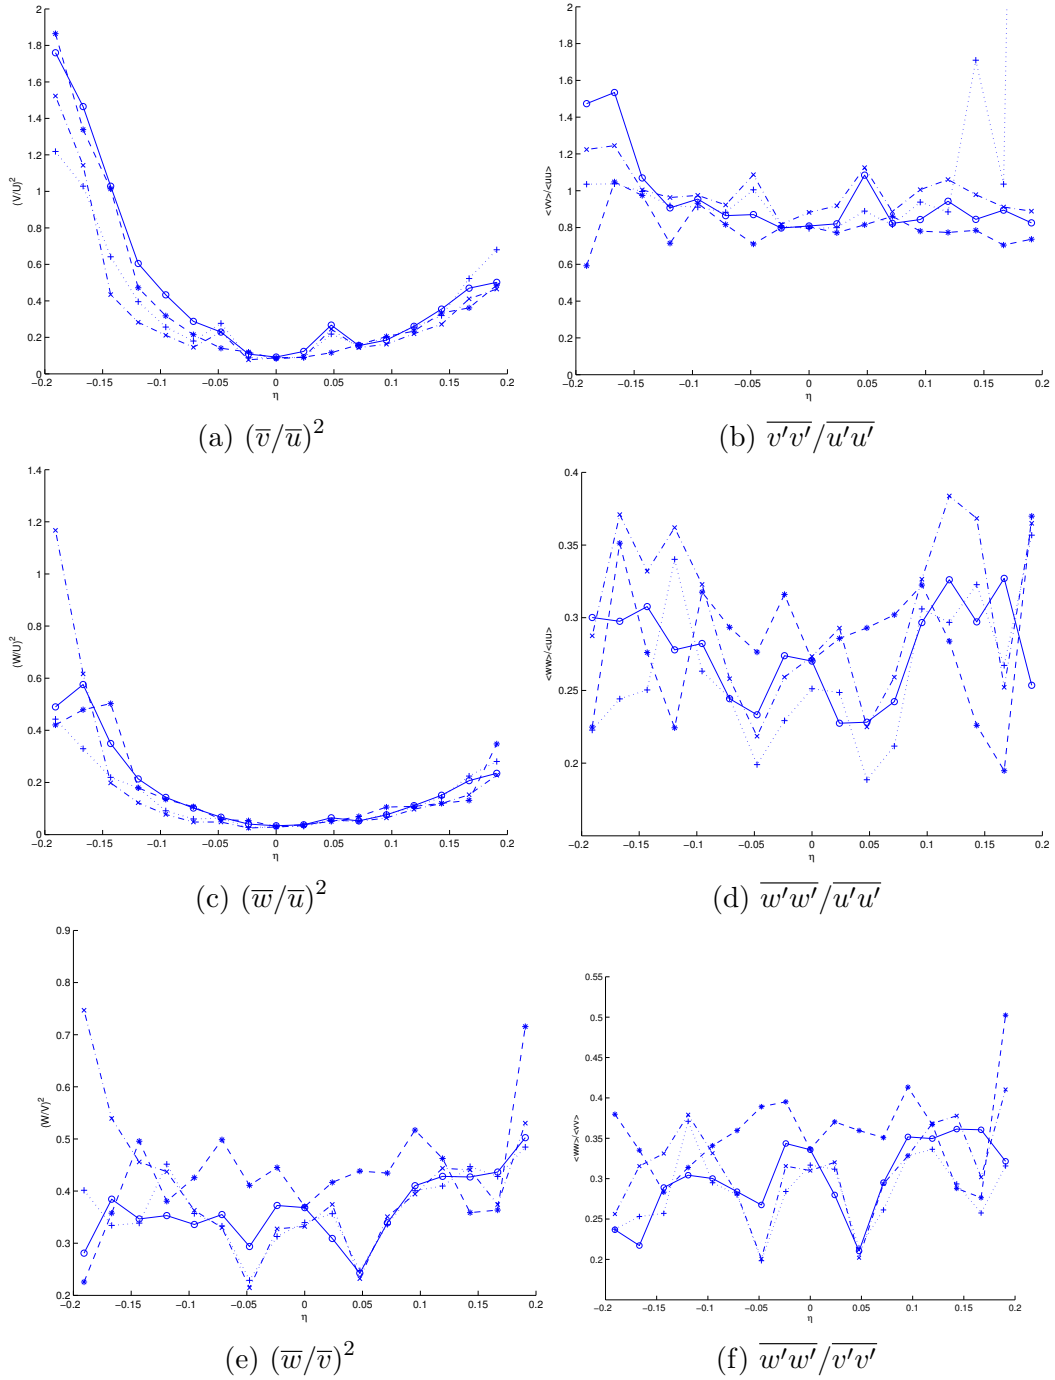 2
1.8
1.6
1.4
1.2
1
0.8
0.6
0.4
0.2
0
(V/U)²
−0.2 −0.15 −0.1 −0.05 0 0.05 0.1 0.15 0.2
η
(a) (v̅/u̅)²
2
1.8
1.6
1.4
1.2
1
0.8
0.6
0.4
0.2
0
<vv>/<uu>
−0.2 −0.15 −0.1 −0.05 0 0.05 0.1 0.15 0.2
η
(b) \overline{v'v'}/\overline{u'u'}
1.4
1.2
1
0.8
0.6
0.4
0.2
0
(W/U)²
−0.2 −0.15 −0.1 −0.05 0 0.05 0.1 0.15 0.2
η
(c) (w̅/u̅)²
0.4
0.35
0.3
0.25
0.2
<ww>/<uu>
−0.2 −0.15 −0.1 −0.05 0 0.05 0.1 0.15 0.2
η
(d) \overline{w'w'}/\overline{u'u'}
0.9
0.8
0.7
0.6
0.5
0.4
0.3
0.2
(W/V)²
−0.2 −0.15 −0.1 −0.05 0 0.05 0.1 0.15 0.2
η
(e) (w̅/v̅)²
0.55
0.5
0.45
0.4
0.35
0.3
0.25
0.2
<ww>/<vv>
−0.2 −0.15 −0.1 −0.05 0 0.05 0.1 0.15 0.2
η
(f) \overline{w'w'}/\overline{v'v'}